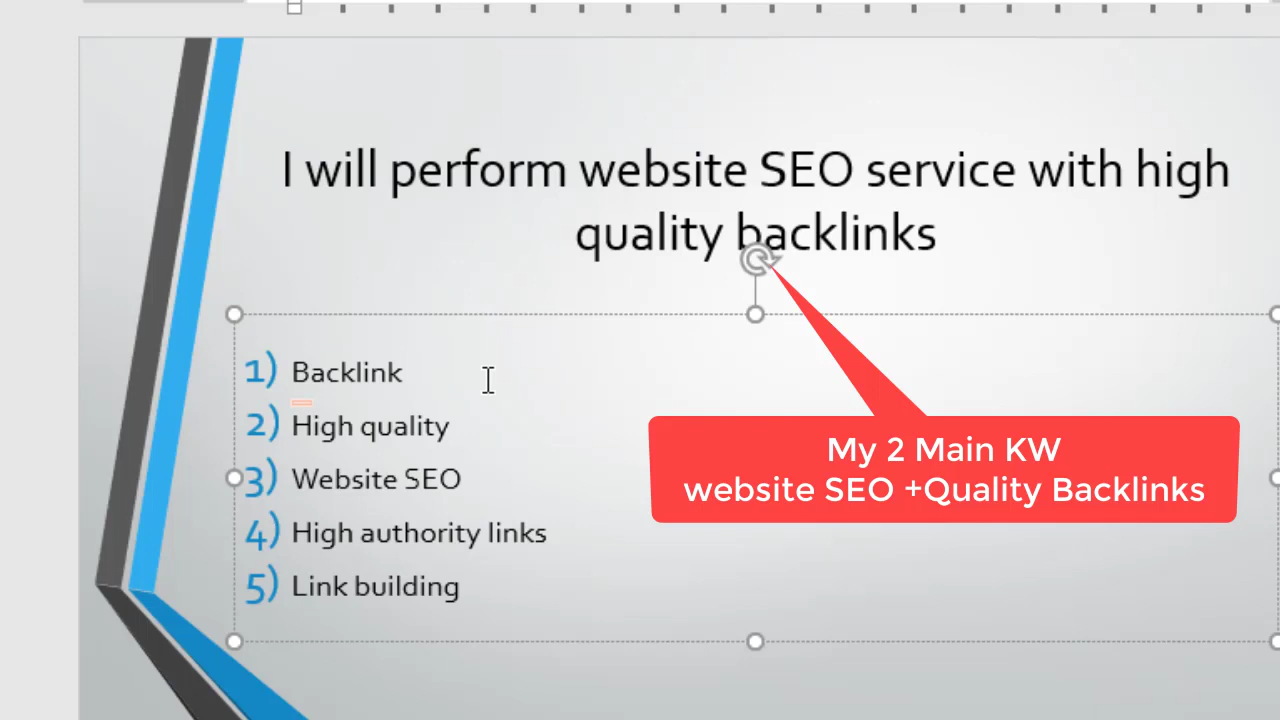 I will perform website SEO service with high
quality backlinks
1) Backlink
2) High quality
3) Website SEO
4) High authority links
5) Link building
My 2 Main KW
website SEO +Quality Backlinks